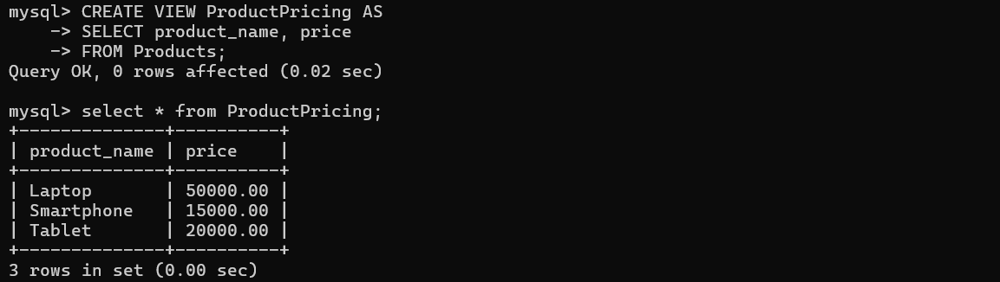 mysql> CREATE VIEW ProductPricing AS
    -> SELECT product_name, price
    -> FROM Products;
Query OK, 0 rows affected (0.02 sec)

mysql> select * from ProductPricing;
+--------------+----------+
| product_name | price    |
+--------------+----------+
| Laptop       | 50000.00 |
| Smartphone   | 15000.00 |
| Tablet       | 20000.00 |
+--------------+----------+
3 rows in set (0.00 sec)